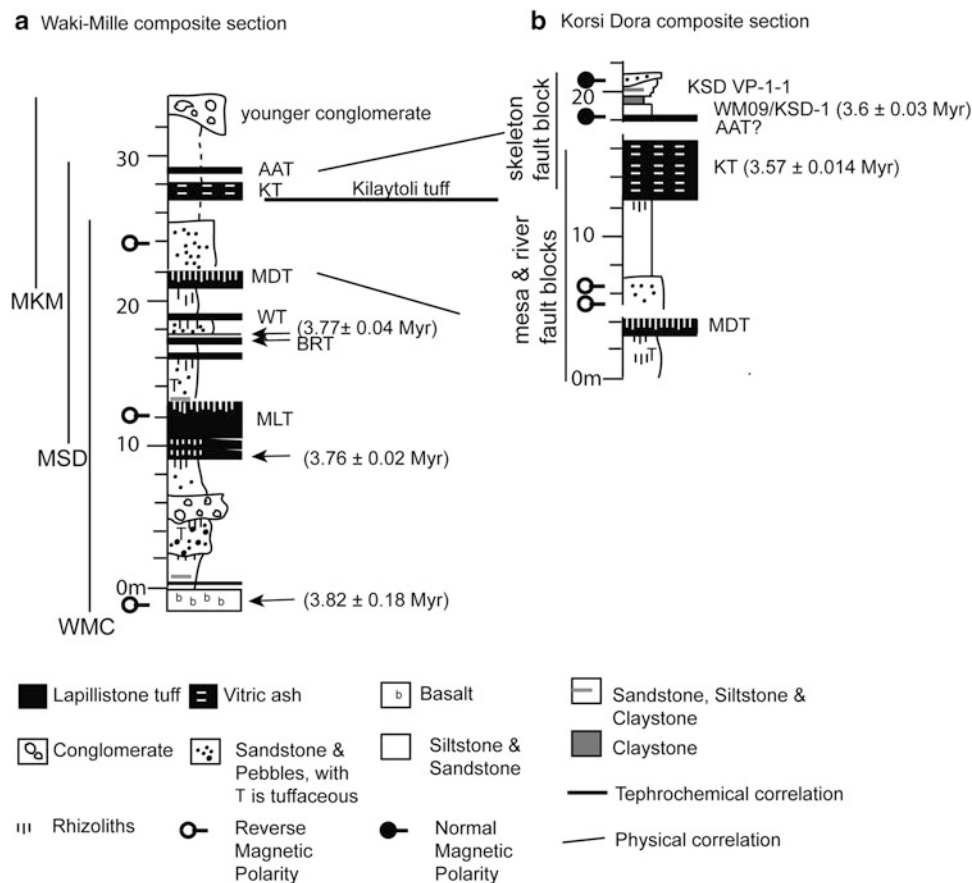 a Waki-Mille composite section
younger conglomerate
30
AAT
KT
Kilaytoli tuff
MDT
20
WT
(3.77± 0.04 Myr)
BRT
T
MLT
10
(3.76 ± 0.02 Myr)
T
0m
b b b b
(3.82 ± 0.18 Myr)
MKM
MSD
WMC
b Korsi Dora composite section
skeleton
fault block
mesa & river
fault blocks
KSD VP-1-1
20
WM09/KSD-1 (3.6 ± 0.03 Myr)
AAT?
KT (3.57 ± 0.014 Myr)
10
MDT
T
0m
Lapillistone tuff
Vitric ash
b
Basalt
Sandstone, Siltstone &
Claystone
Conglomerate
Sandstone &
Pebbles, with
T is tuffaceous
Siltstone &
Sandstone
Claystone
Tephrochemical correlation
Rhizoliths
Reverse
Magnetic
Polarity
Normal
Magnetic
Polarity
Physical correlation